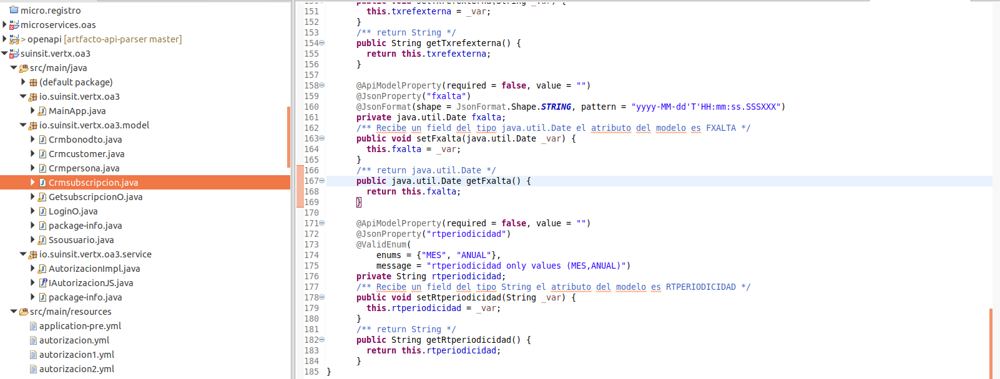 micro.registro
microservices.oas
> openapi [artfacto-api-parser master]
suinsit.vertx.oa3
src/main/java
(default package)
io.suinsit.vertx.oa3
MainApp.java
io.suinsit.vertx.oa3.model
Crmbonodto.java
Crmcustomer.java
Crmpersona.java
Crmsubscripcion.java
GetsubscripcionO.java
LoginO.java
package-info.java
Ssousuario.java
io.suinsit.vertx.oa3.service
AutorizacionImpl.java
IAutorizacionJS.java
package-info.java
src/main/resources
application-pre.yml
autorizacion.yml
autorizacion1.yml
autorizacion2.yml
150 public void setTxrefexterna(String _var) {
151 this.txrefexterna = _var;
152 }
153 /** return String */
154 public String getTxrefexterna() {
155 return this.txrefexterna;
156 }
157
158 @ApiModelProperty(required = false, value = "")
159 @JsonProperty("fxalta")
160 @JsonFormat(shape = JsonFormat.Shape.STRING, pattern = "yyyy-MM-dd'T'HH:mm:ss.SSSXXX")
161 private java.util.Date fxalta;
162 /** Recibe un field del tipo java.util.Date el atributo del modelo es FXALTA */
163 public void setFxalta(java.util.Date _var) {
164 this.fxalta = _var;
165 }
166 /** return java.util.Date */
167 public java.util.Date getFxalta() {
168 return this.fxalta;
169 }
170
171 @ApiModelProperty(required = false, value = "")
172 @JsonProperty("rtperiodicidad")
173 @ValidEnum(
174 enums = {"MES", "ANUAL"},
175 message = "rtperiodicidad only values (MES,ANUAL)")
176 private String rtperiodicidad;
177 /** Recibe un field del tipo String el atributo del modelo es RTPERIODICIDAD */
178 public void setRtperiodicidad(String _var) {
179 this.rtperiodicidad = _var;
180 }
181 /** return String */
182 public String getRtperiodicidad() {
183 return this.rtperiodicidad;
184 }
185 }